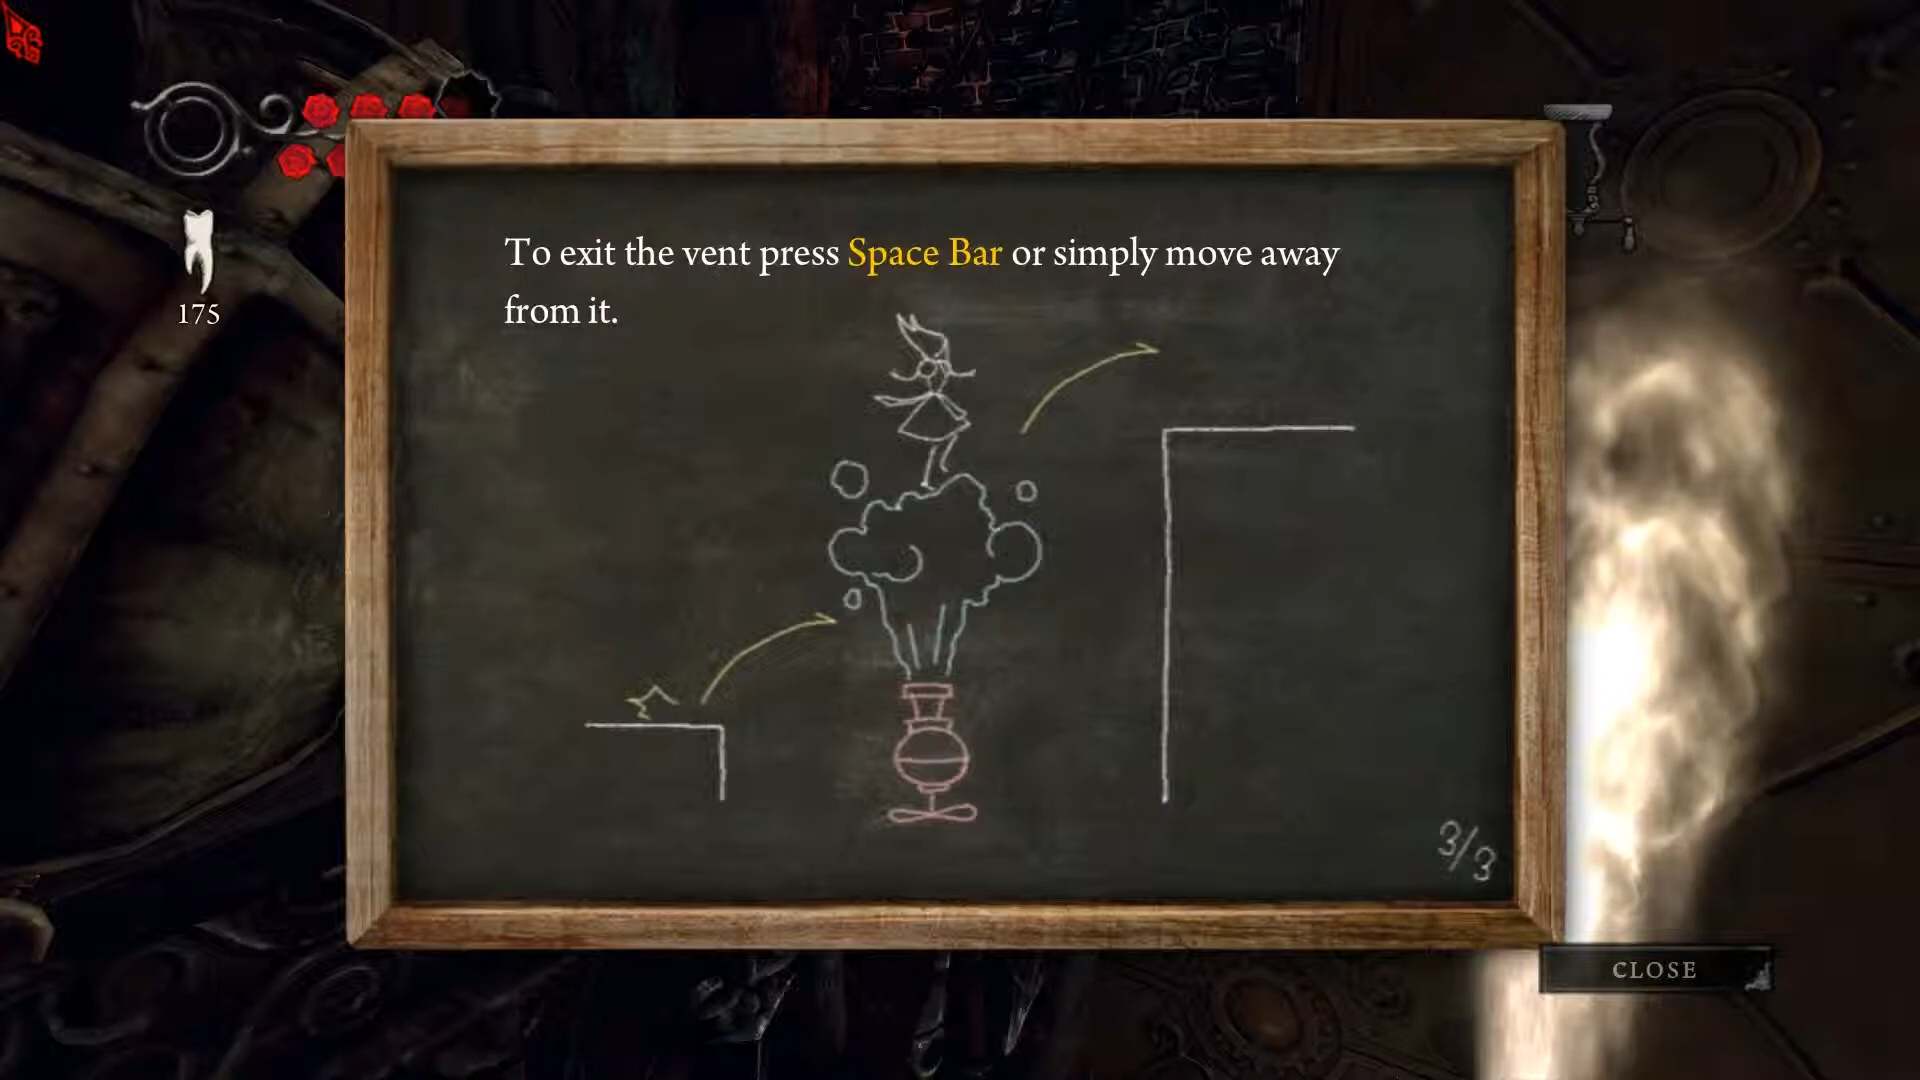 175
To exit the vent press Space Bar or simply move away
from it.
3/3
CLOSE